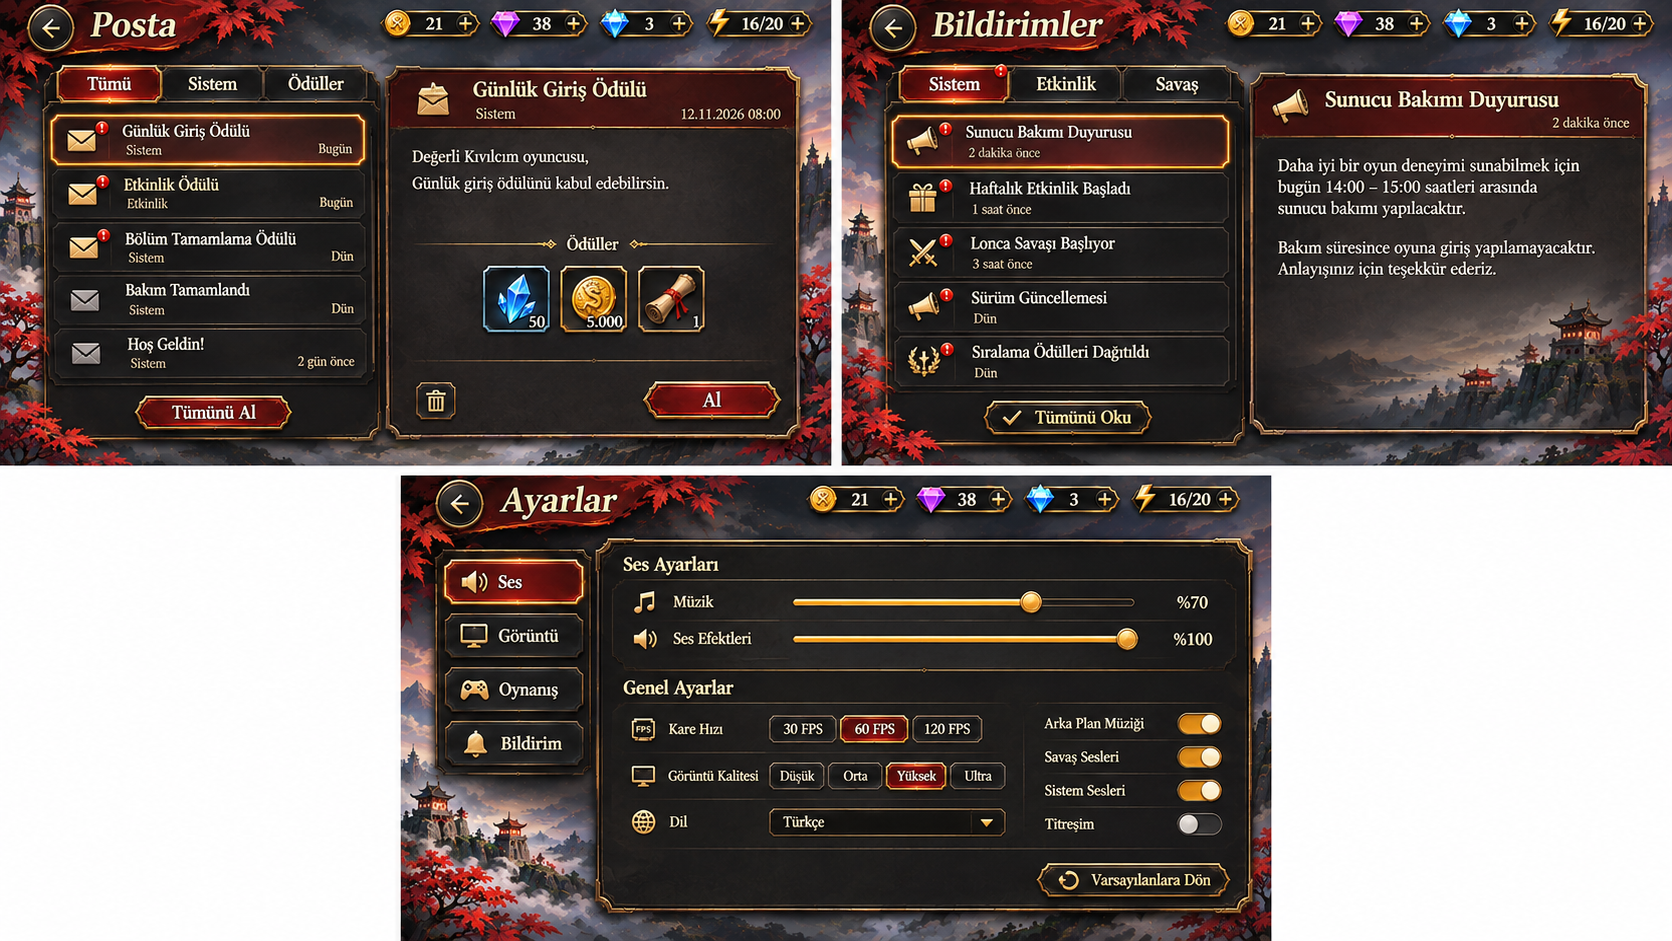 Posta
21
38
3
16/20
Tümü
Sistem
Ödüller
Günlük Giriş Ödülü
Sistem
Bugün
Etkinlik Ödülü
Etkinlik
Bugün
Bölüm Tamamlama Ödülü
Sistem
Dün
Bakım Tamamlandı
Sistem
Dün
Hoş Geldin!
Sistem
2 gün önce
Tümünü Al
Günlük Giriş Ödülü
Sistem
12.11.2026 08:00
Değerli Kıvılcım oyuncusu,
Günlük giriş ödülünü kabul edebilirsin.
Ödüller
50
5.000
1
Al
Bildirimler
21
38
3
16/20
Sistem
Etkinlik
Savaş
Sunucu Bakımı Duyurusu
2 dakika önce
Haftalık Etkinlik Başladı
1 saat önce
Lonca Savaşı Başlıyor
3 saat önce
Sürüm Güncellemesi
Dün
Sıralama Ödülleri Dağıtıldı
Dün
Tümünü Oku
Sunucu Bakımı Duyurusu
2 dakika önce
Daha iyi bir oyun deneyimi sunabilmek için
bugün 14:00 – 15:00 saatleri arasında
sunucu bakımı yapılacaktır.
Bakım süresince oyuna giriş yapılamayacaktır.
Anlayışınız için teşekkür ederiz.
Ayarlar
21
38
3
16/20
Ses
Görüntü
Oynanış
Bildirim
Ses Ayarları
Müzik
%70
Ses Efektleri
%100
Genel Ayarlar
FPS
Kare Hızı
30 FPS
60 FPS
120 FPS
Görüntü Kalitesi
Düşük
Orta
Yüksek
Ultra
Dil
Türkçe
Arka Plan Müziği
Savaş Sesleri
Sistem Sesleri
Titreşim
Varsayılanlara Dön